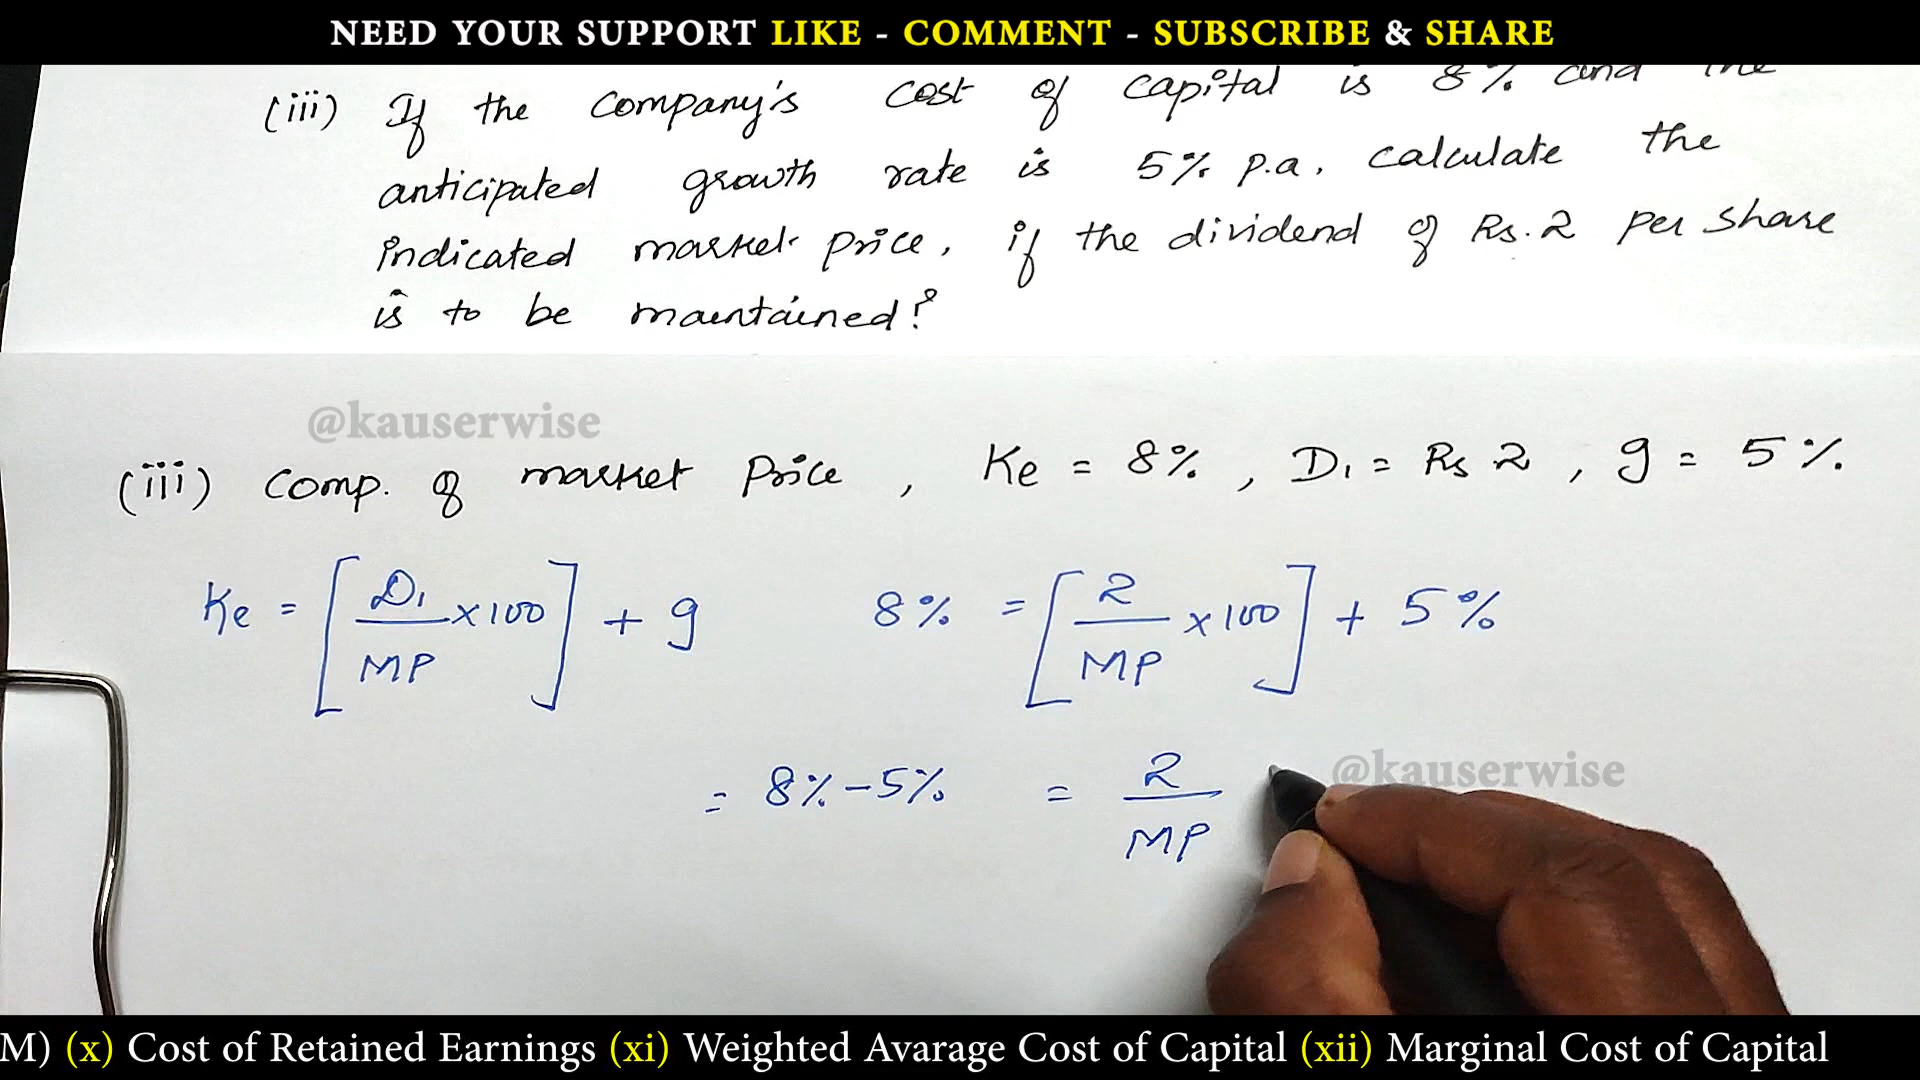 NEED YOUR SUPPORT LIKE - COMMENT - SUBSCRIBE & SHARE
(iii) If the company's cost of capital is 8% and the
anticipated growth rate is 5% p.a. calculate the
indicated market price, if the dividend of Rs. 2 per share
is to be maintained?
@kauserwise
(iii) Comp. of market Price , Ke = 8% , D1 = Rs 2 , g = 5%.
Ke = [D1/MP x 100] + g 8% = [2/MP x 100] + 5%
= 8% - 5% = 2/MP
@kauserwise
M) (x) Cost of Retained Earnings (xi) Weighted Avarage Cost of Capital (xii) Marginal Cost of Capital